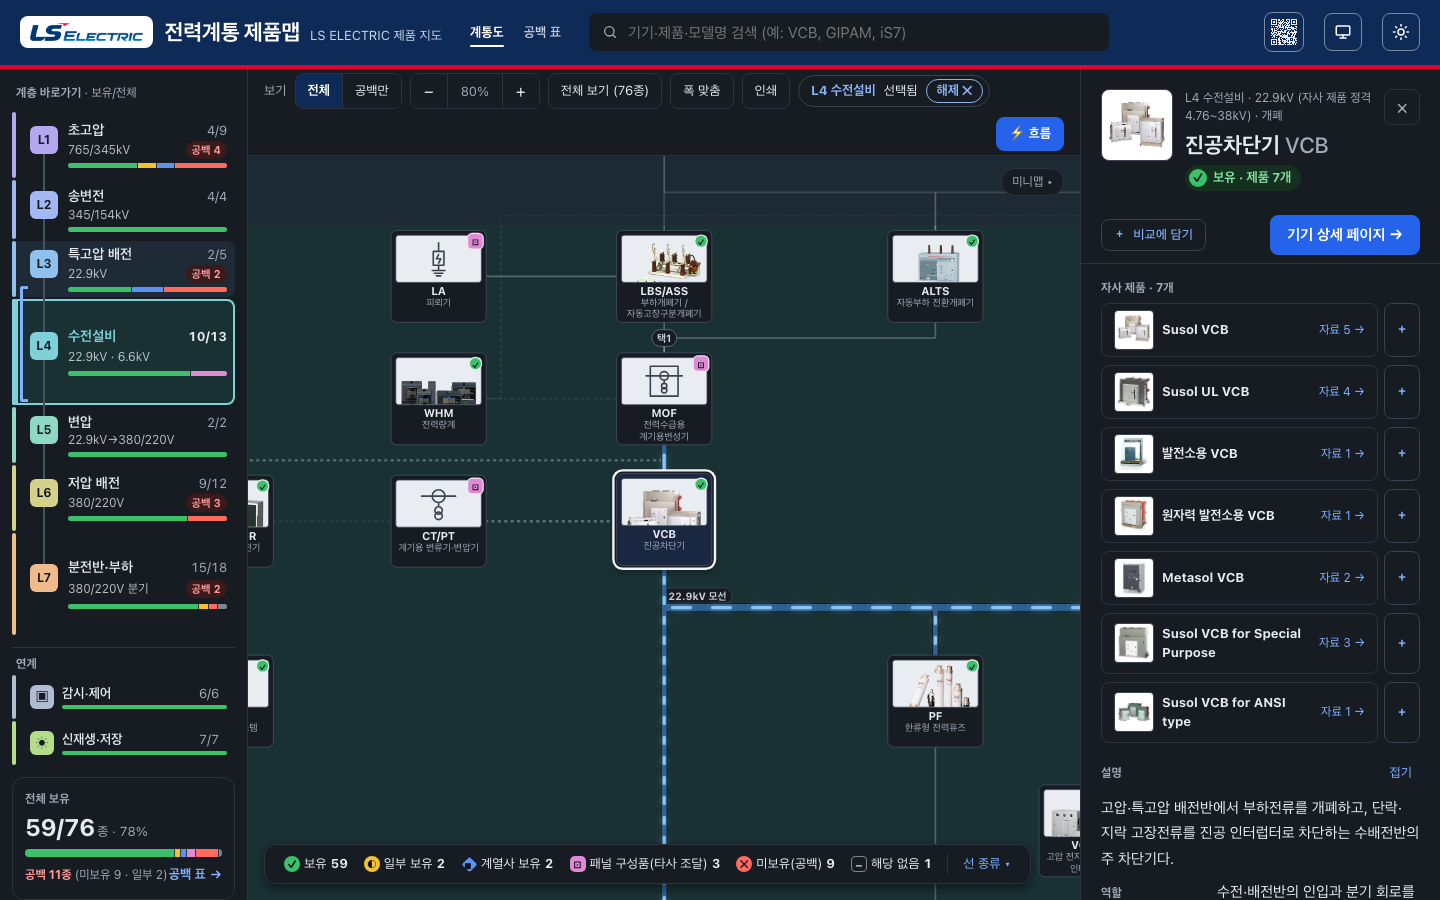 LS ELECTRIC
전력계통 제품맵
LS ELECTRIC 제품 지도
계통도
공백 표
기기·제품·모델명 검색 (예: VCB, GIPAM, iS7)
계층 바로가기 · 보유/전체
L1
초고압
4/9
765/345kV
공백 4
L2
송변전
4/4
345/154kV
L3
특고압 배전
2/5
22.9kV
공백 2
L4
수전설비
10/13
22.9kV · 6.6kV
L5
변압
2/2
22.9kV→380/220V
L6
저압 배전
9/12
380/220V
공백 3
L7
분전반·부하
15/18
380/220V 분기
공백 2
연계
감시·제어
6/6
신재생·저장
7/7
전체 보유
59/76 종 · 78%
공백 11종 (미보유 9 · 일부 2) 공백 표 →
보기
전체
공백만
−
80%
+
전체 보기 (76종)
폭 맞춤
인쇄
L4 수전설비 선택됨
해제 ✕
⚡ 흐름
미니맵 ▸
LA
피뢰기
LBS/ASS
부하개폐기 /
자동고장구분개폐기
ALTS
자동부하 전환개폐기
택1
WHM
전력량계
MOF
전력수급용
계기용변성기
CT/PT
계기용 변류기·변압기
VCB
진공차단기
22.9kV 모선
PF
한류형 전력퓨즈
보유 59
일부 보유 2
계열사 보유 2
패널 구성품(타사 조달) 3
미보유(공백) 9
해당 없음 1
선 종류 ▾
L4 수전설비 · 22.9kV (자사 제품 정격
4.76~38kV) · 개폐
진공차단기 VCB
보유 · 제품 7개
+ 비교에 담기
기기 상세 페이지 →
자사 제품 · 7개
Susol VCB
자료 5 →
+
Susol UL VCB
자료 4 →
+
발전소용 VCB
자료 1 →
+
원자력 발전소용 VCB
자료 1 →
+
Metasol VCB
자료 2 →
+
Susol VCB for Special
Purpose
자료 3 →
+
Susol VCB for ANSI
type
자료 1 →
+
설명
접기
고압·특고압 배전반에서 부하전류를 개폐하고, 단락·
지락 고장전류를 진공 인터럽터로 차단하는 수배전반의
주 차단기다.
역할
수전·배전반의 인입과 분기 회로를